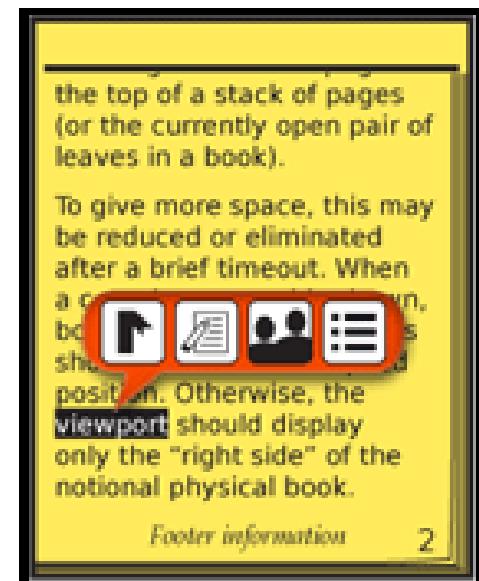 the top of a stack of pages
(or the currently open pair of
leaves in a book).
To give more space, this may
be reduced or eliminated
after a brief timeout. When
a
position. Otherwise, the
viewport should display
only the "right side" of the
notional physical book.
Footer information 2